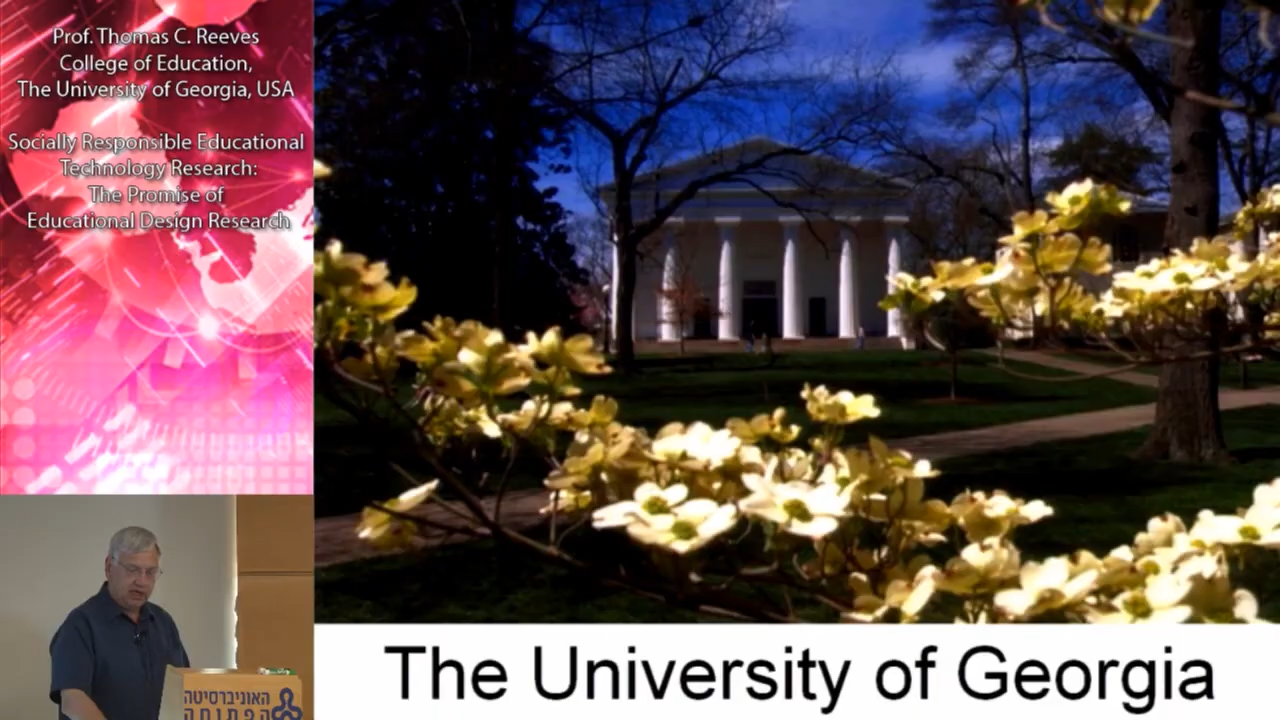 Prof. Thomas C. Reeves
College of Education,
The University of Georgia, USA
Socially Responsible Educational
Technology Research:
The Promise of
Educational Design Research
האוניברסיטה
הפתוחה
The University of Georgia